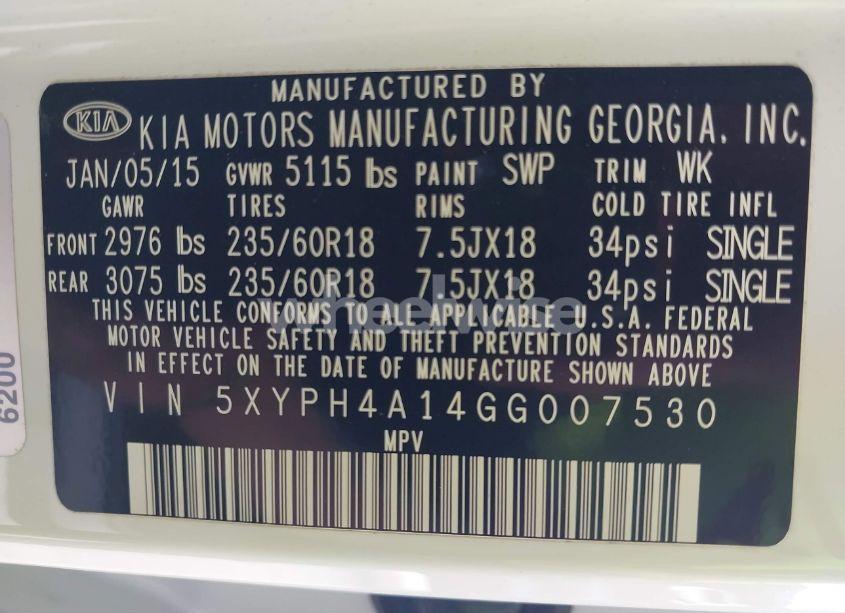 MANUFACTURED BY
KIA KIA MOTORS MANUFACTURING GEORGIA, INC.
JAN/05/15 GVWR 5115 lbs PAINT SWP TRIM WK
GAWR TIRES RIMS COLD TIRE INFL
FRONT 2976 lbs 235/60R18 7.5JX18 34psi SINGLE
REAR 3075 lbs 235/60R18 7.5JX18 34psi SINGLE
THIS VEHICLE CONFORMS TO ALL APPLICABLE U.S.A. FEDERAL
MOTOR VEHICLE SAFETY AND THEFT PREVENTION STANDARDS
IN EFFECT ON THE DATE OF MANUFACTURE SHOWN ABOVE
VIN 5XYPH4A14GG007530
MPV
6200
wheelwise